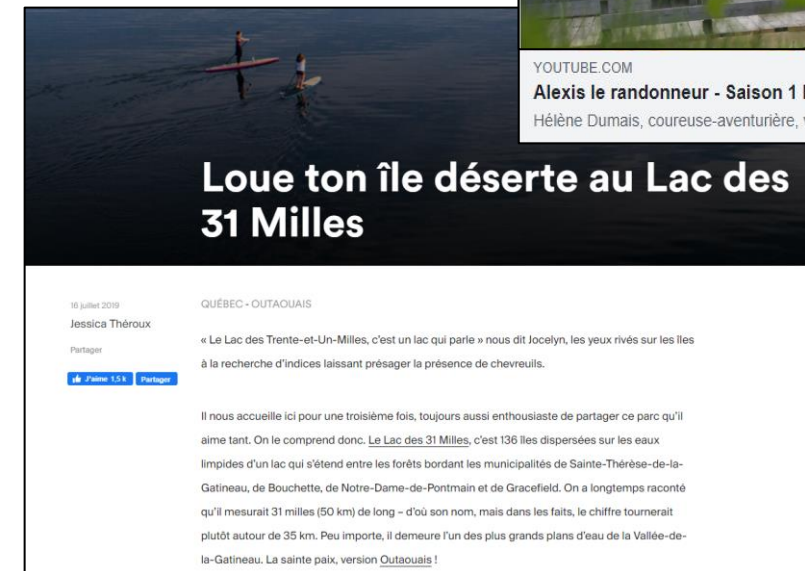 YOUTUBE.COM
Alexis le randonneur - Saison 1
Hélène Dumais, coureuse-aventurière,
Loue ton île déserte au Lac des
31 Milles
16 juillet 2019
Jessica Théroux
Partager
J'aime 1,5 k Partager
QUÉBEC • OUTAOUAIS
« Le Lac des Trente-et-Un-Milles, c'est un lac qui parle » nous dit Jocelyn, les yeux rivés sur les îles
à la recherche d'indices laissant présager la présence de chevreuils.
Il nous accueille ici pour une troisième fois, toujours aussi enthousiaste de partager ce parc qu'il
aime tant. On le comprend donc. Le Lac des 31 Milles, c'est 136 îles dispersées sur les eaux
limpides d'un lac qui s'étend entre les forêts bordant les municipalités de Sainte-Thérèse-de-la-
Gatineau, de Bouchette, de Notre-Dame-de-Pontmain et de Gracefield. On a longtemps raconté
qu'il mesurait 31 milles (50 km) de long – d'où son nom, mais dans les faits, le chiffre tournerait
plutôt autour de 35 km. Peu importe, il demeure l'un des plus grands plans d'eau de la Vallée-de-
la-Gatineau. La sainte paix, version Outaouais !